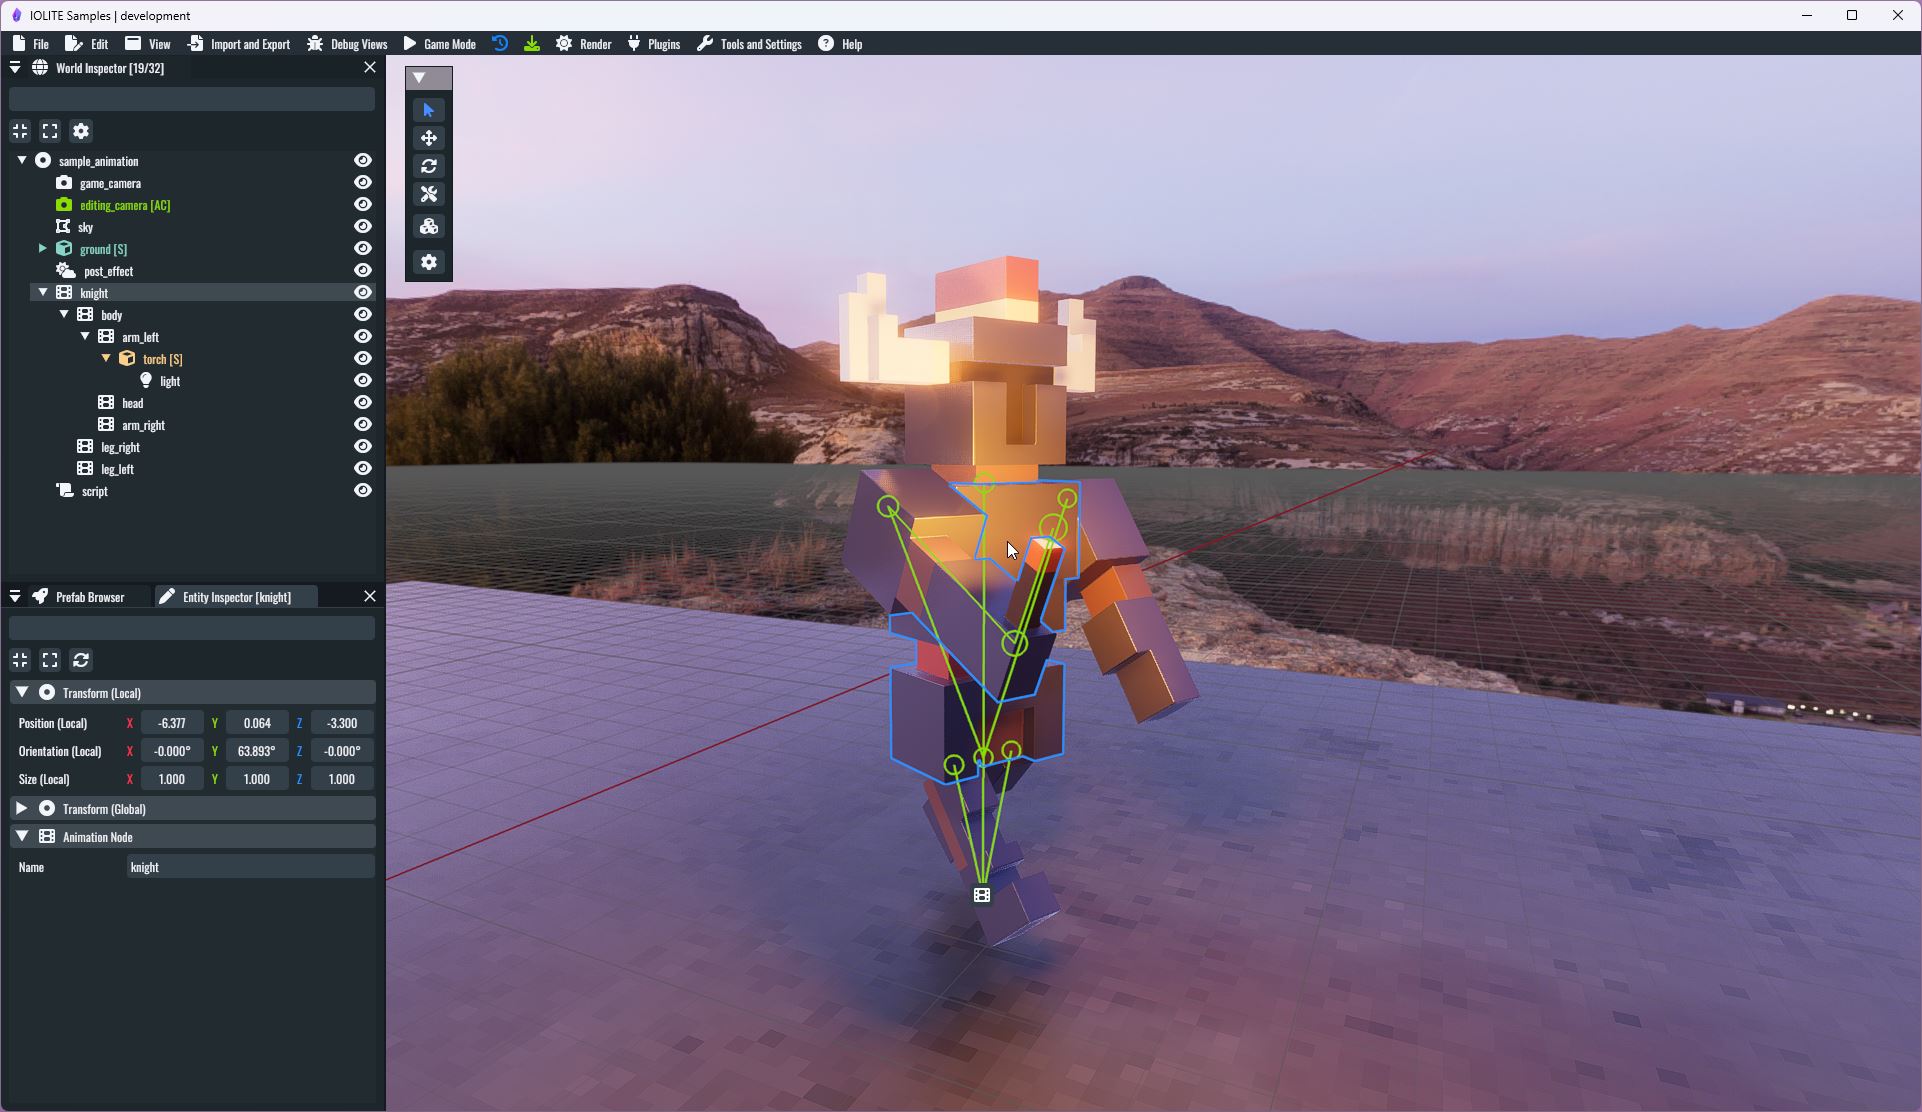 IOLITE Samples | development
File Edit View Import and Export Debug Views Game Mode Render Plugins Tools and Settings Help
World Inspector [19/32]
sample_animation
game_camera
editing_camera [AC]
sky
ground [S]
post_effect
knight
body
arm_left
torch [S]
light
head
arm_right
leg_right
leg_left
script
Prefab Browser Entity Inspector [knight]
Transform (Local)
Position (Local) X -6.377 Y 0.064 Z -3.300
Orientation (Local) X -0.000° Y 63.893° Z -0.000°
Size (Local) X 1.000 Y 1.000 Z 1.000
Transform (Global)
Animation Node
Name knight